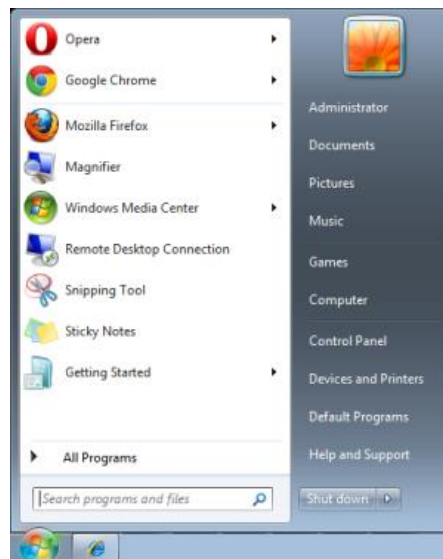 Opera
Google Chrome
Mozilla Firefox
Magnifier
Windows Media Center
Remote Desktop Connection
Snipping Tool
Sticky Notes
Getting Started
All Programs
Search programs and files
Administrator
Documents
Pictures
Music
Games
Computer
Control Panel
Devices and Printers
Default Programs
Help and Support
Shut down